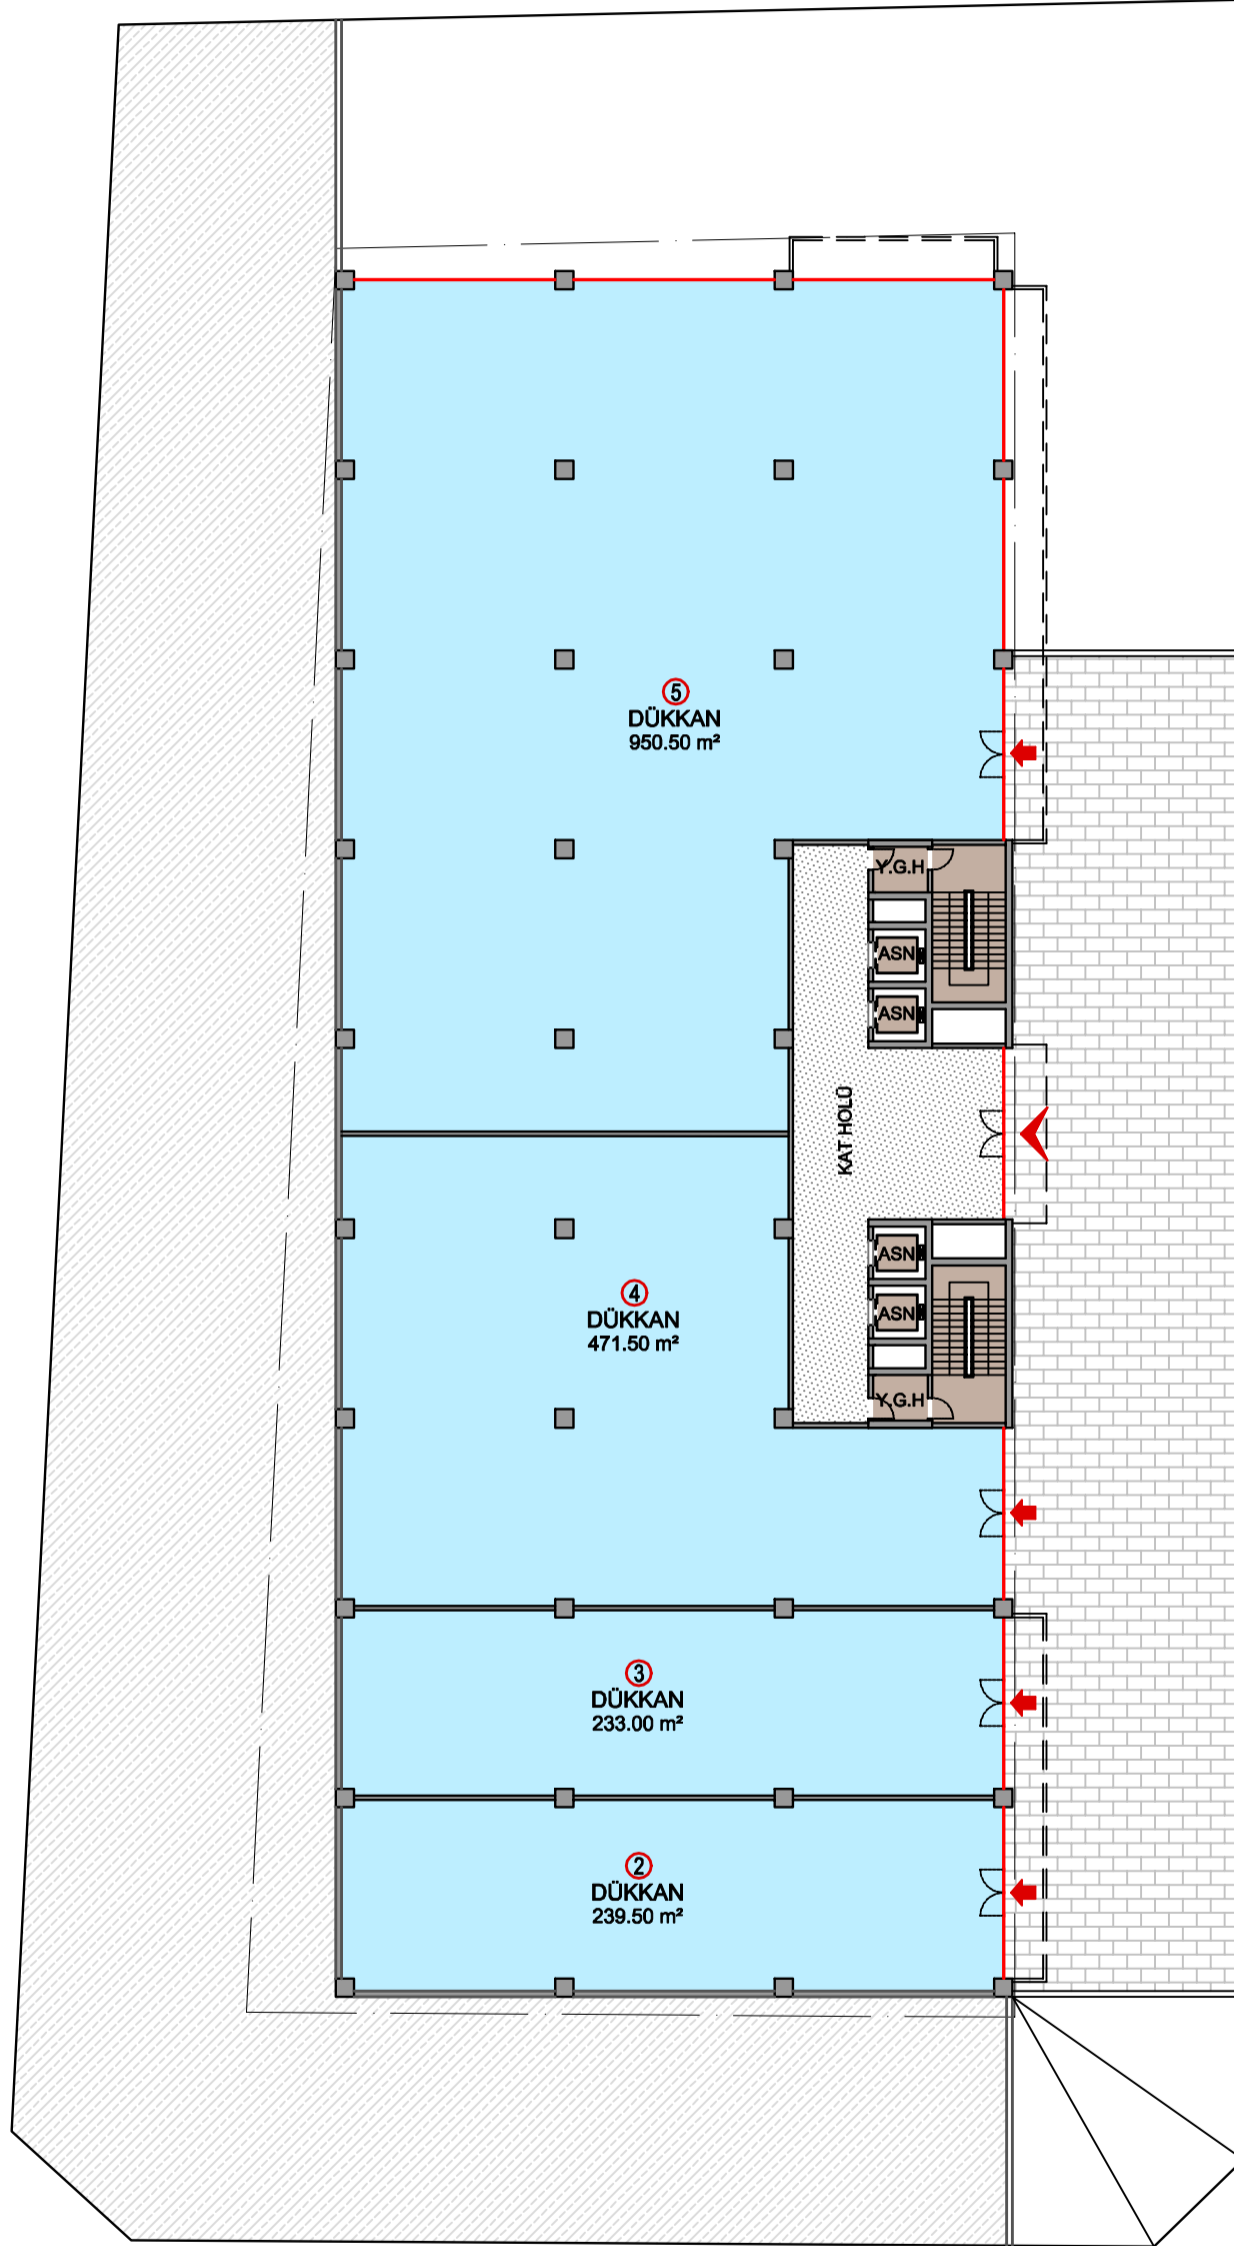 5
DÜKKAN
950.50 m²
Y.G.H
ASN
ASN
KAT HOLÜ
ASN
ASN
Y.G.H
4
DÜKKAN
471.50 m²
3
DÜKKAN
233.00 m²
2
DÜKKAN
239.50 m²